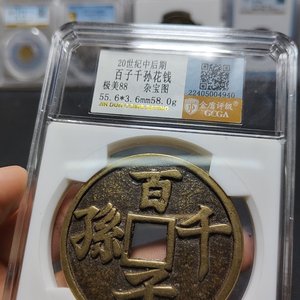 20世纪中后期
百子千孙花钱
极美88 杂宝图
55.6*3.6mm58.0g
22405004940
金盾评级
GCGA
百
孫 千
子